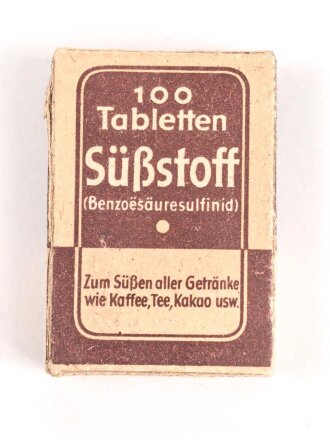 100
Tabletten
Süßstoff
(Benzoësäuresulfinid)
Zum Süßen aller Getränke
wie Kaffee, Tee, Kakao usw.